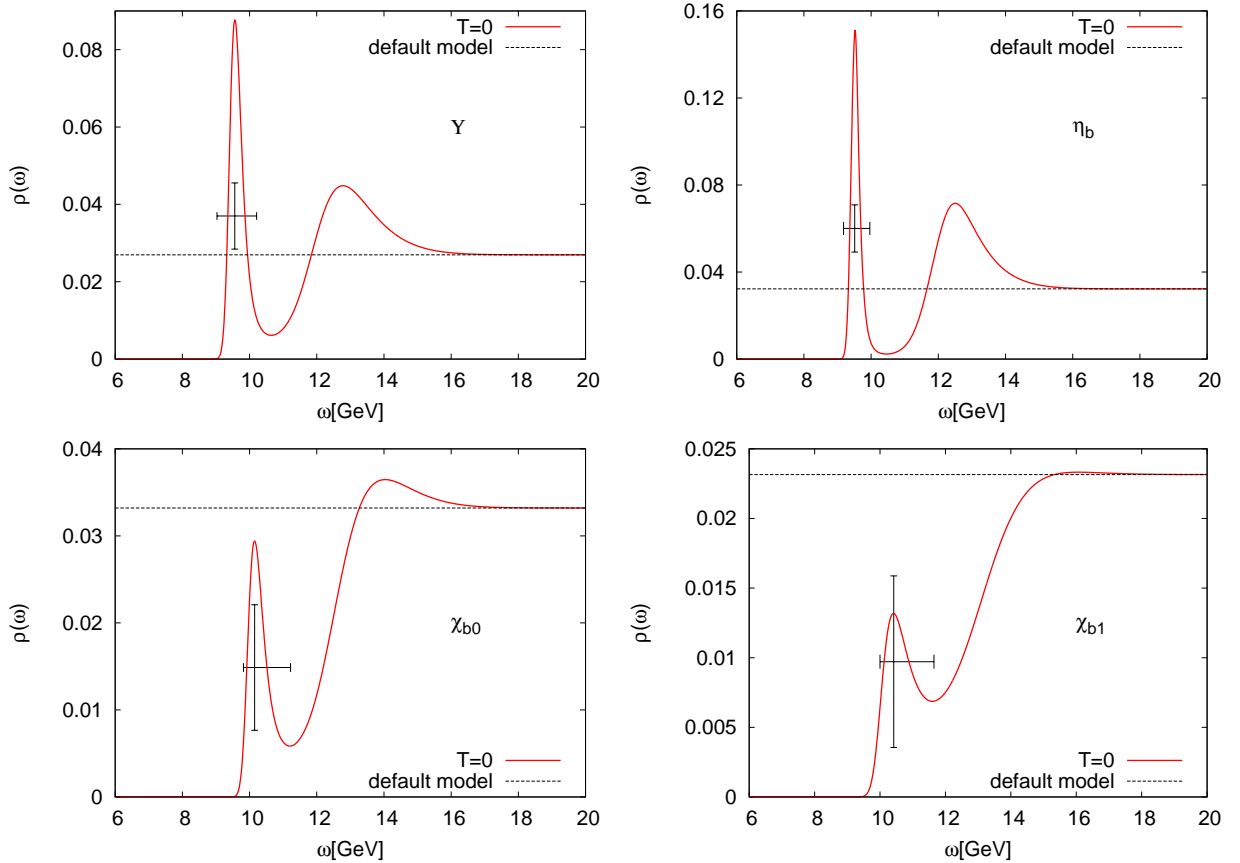 T=0
default model
Υ
ρ(ω)
0.08
0.06
0.04
0.02
0
6 8 10 12 14 16 18 20
ω[GeV]
T=0
default model
η_b
ρ(ω)
0.16
0.12
0.08
0.04
0
6 8 10 12 14 16 18 20
ω[GeV]
0.04
0.03
0.02
0.01
0
ρ(ω)
χ_b0
T=0
default model
6 8 10 12 14 16 18 20
ω[GeV]
0.025
0.02
0.015
0.01
0.005
0
ρ(ω)
χ_b1
T=0
default model
6 8 10 12 14 16 18 20
ω[GeV]